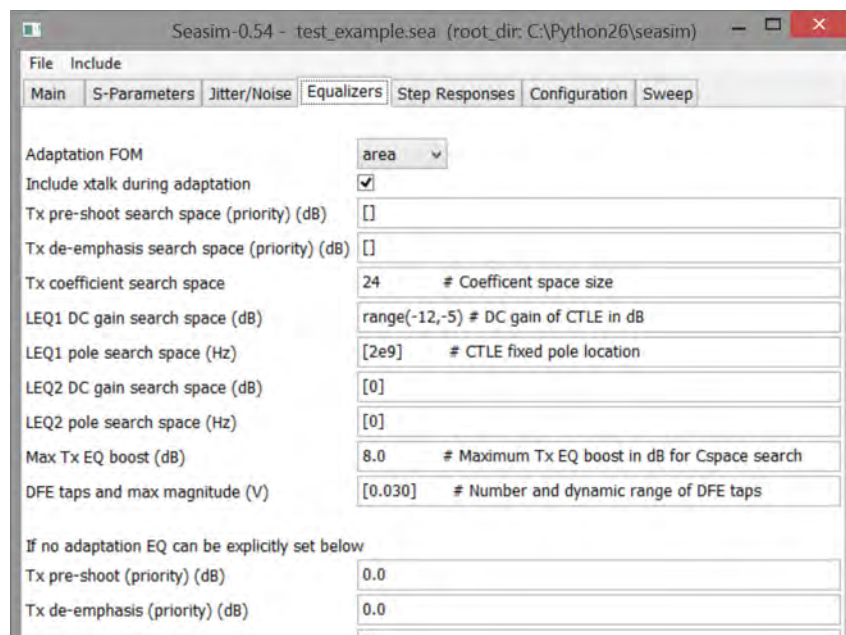 Seasim-0.54 - test_example.sea (root_dir: C:\Python26\seasim)
File Include
Main S-Parameters Jitter/Noise Equalizers Step Responses Configuration Sweep
Adaptation FOM area
Include xtalk during adaptation
Tx pre-shoot search space (priority) (dB) []
Tx de-emphasis search space (priority) (dB) []
Tx coefficient search space 24 # Coefficent space size
LEQ1 DC gain search space (dB) range(-12,-5) # DC gain of CTLE in dB
LEQ1 pole search space (Hz) [2e9] # CTLE fixed pole location
LEQ2 DC gain search space (dB) [0]
LEQ2 pole search space (Hz) [0]
Max Tx EQ boost (dB) 8.0 # Maximum Tx EQ boost in dB for Cspace search
DFE taps and max magnitude (V) [0.030] # Number and dynamic range of DFE taps
If no adaptation EQ can be explicitly set below
Tx pre-shoot (priority) (dB) 0.0
Tx de-emphasis (priority) (dB) 0.0